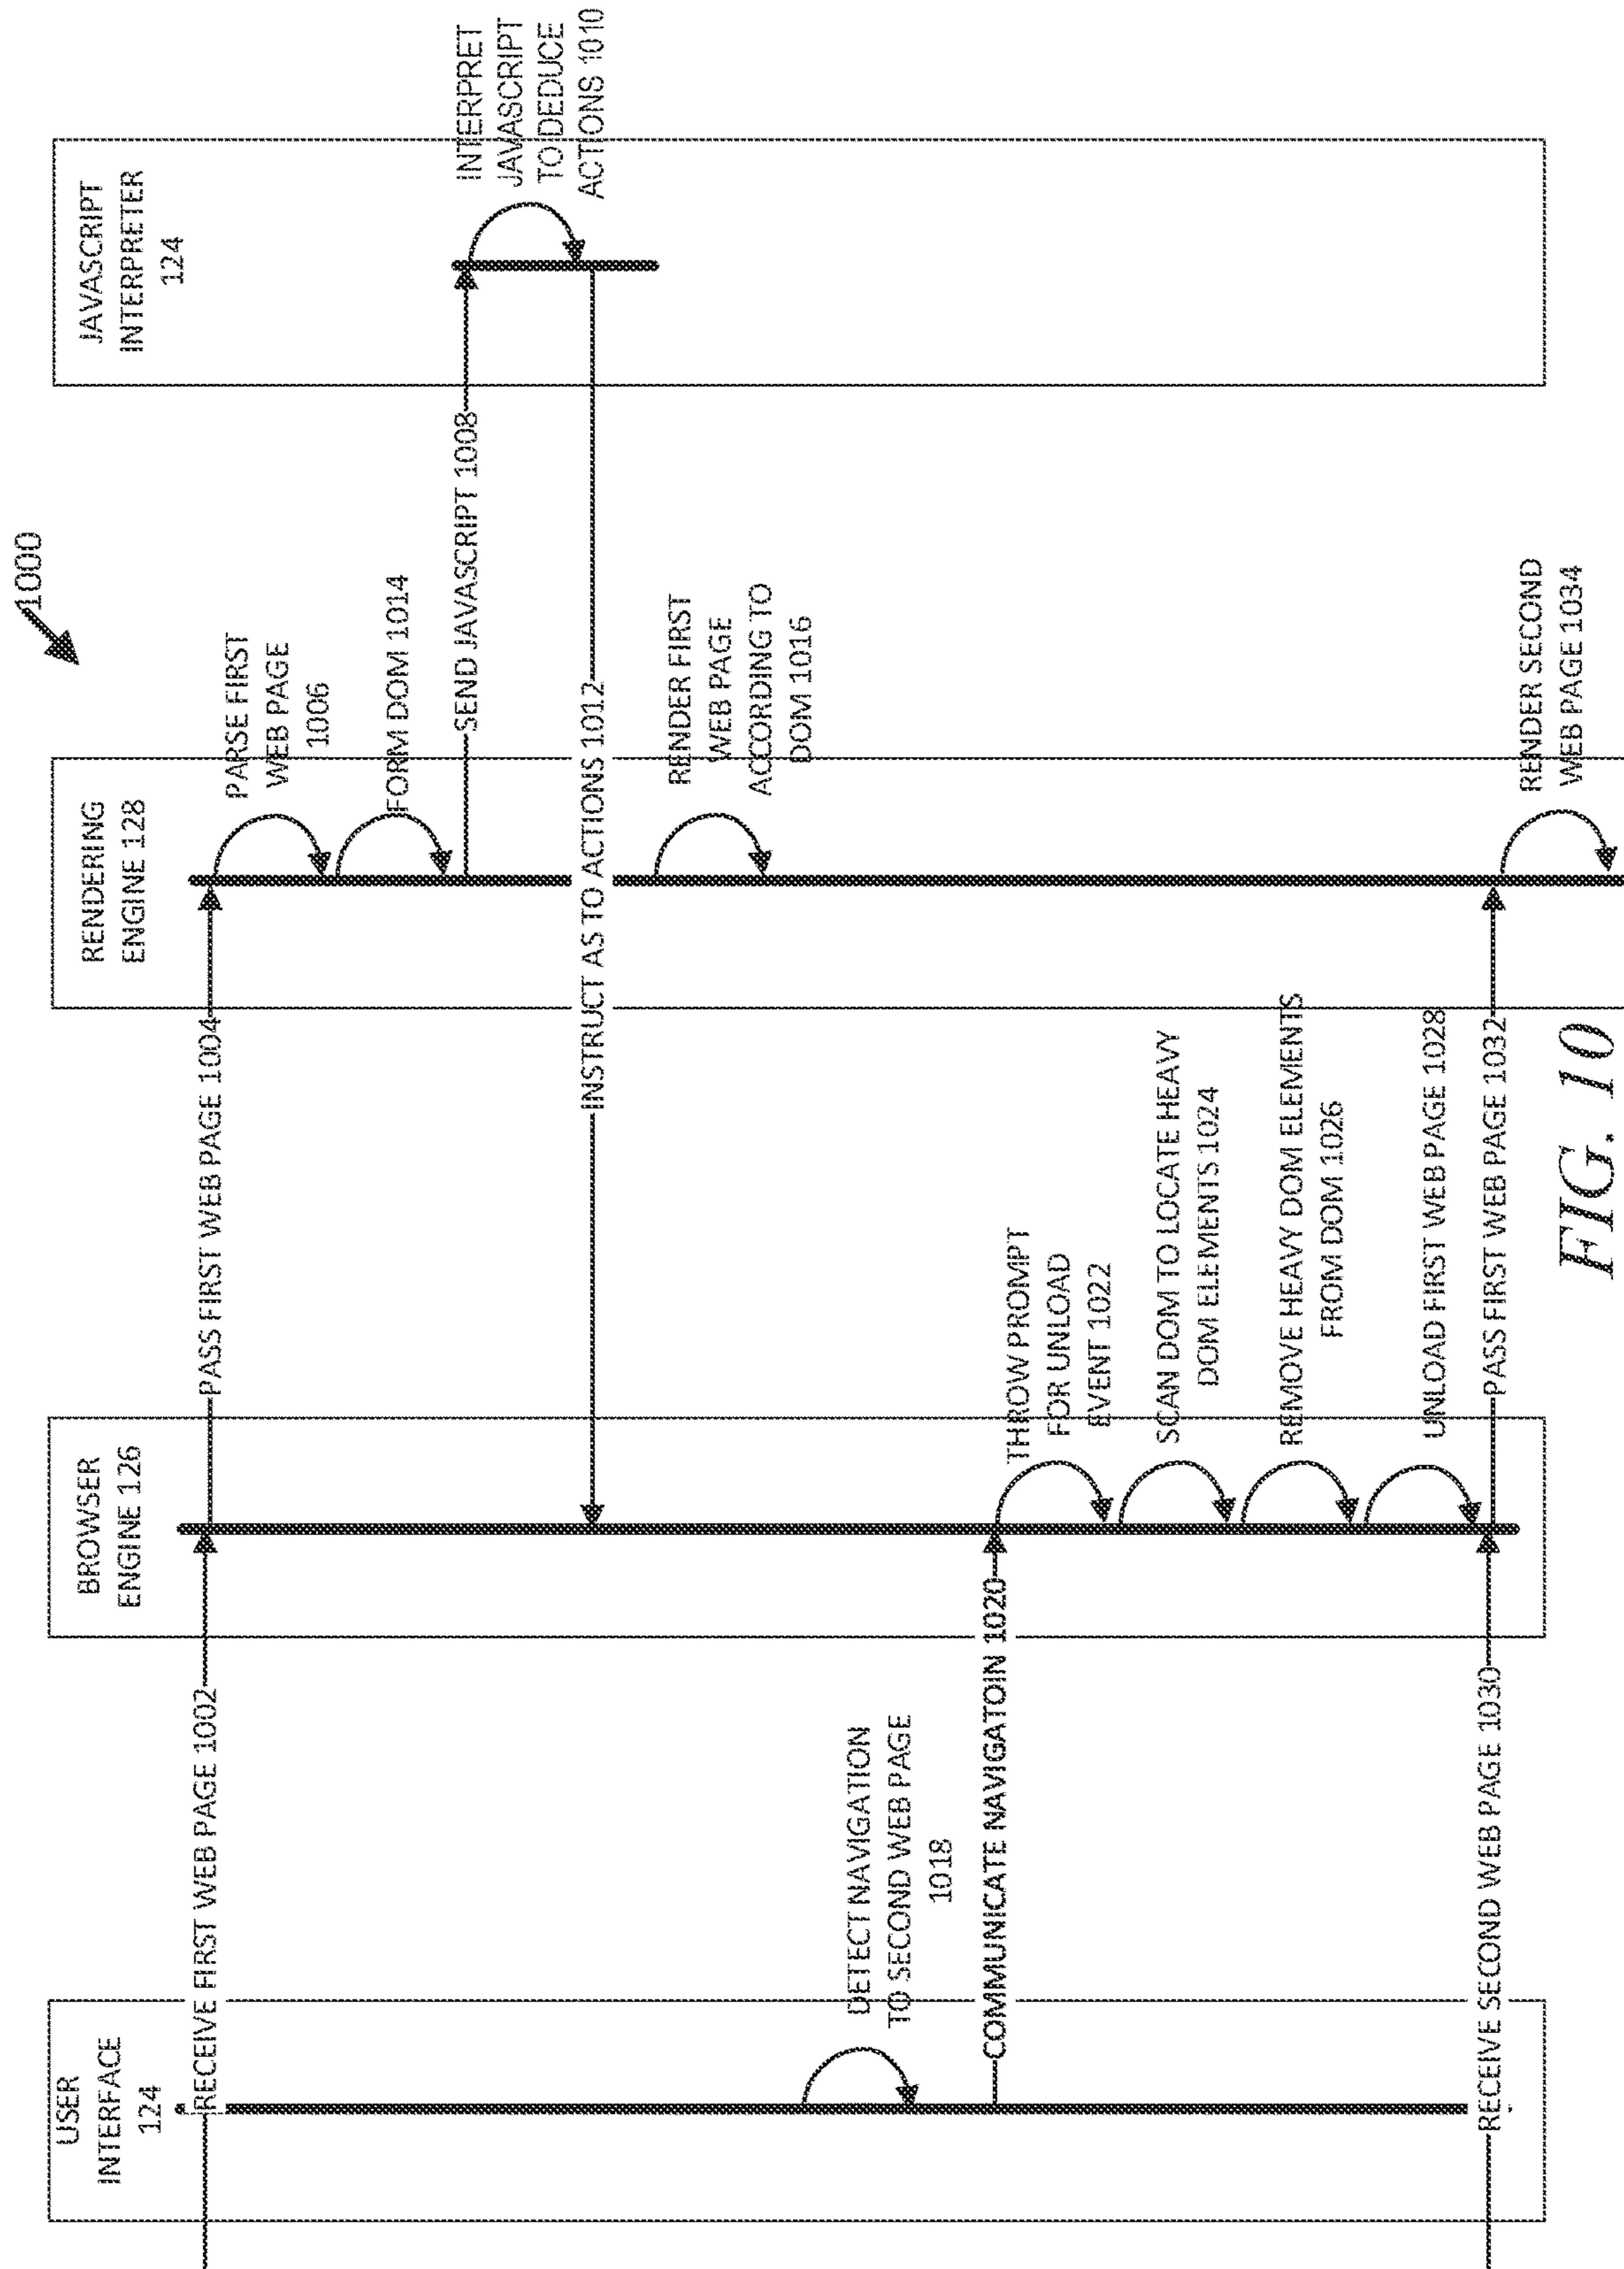 1000
USER
INTERFACE
124
BROWSER
ENGINE 126
RENDERING
ENGINE 128
JAVASCRIPT
INTERPRETER
124
RECEIVE FIRST WEB PAGE 1002
PASS FIRST WEB PAGE 1004
PARSE FIRST
WEB PAGE
1006
FORM DOM 1014
SEND JAVASCRIPT 1008
INTERPRET
JAVASCRIPT
TO DEDUCE
ACTIONS 1010
INSTRUCT AS TO ACTIONS 1012
RENDER FIRST
WEB PAGE
ACCORDING TO
DOM 1016
DETECT NAVIGATION
TO SECOND WEB PAGE
1018
COMMUNICATE NAVIGATOIN 1020
THROW PROMPT
FOR UNLOAD
EVENT 1022
SCAN DOM TO LOCATE HEAVY
DOM ELEMENTS 1024
REMOVE HEAVY DOM ELEMENTS
FROM DOM 1026
UNLOAD FIRST WEB PAGE 1028
RECEIVE SECOND WEB PAGE 1030
PASS FIRST WEB PAGE 1032
RENDER SECOND
WEB PAGE 1034
FIG. 10